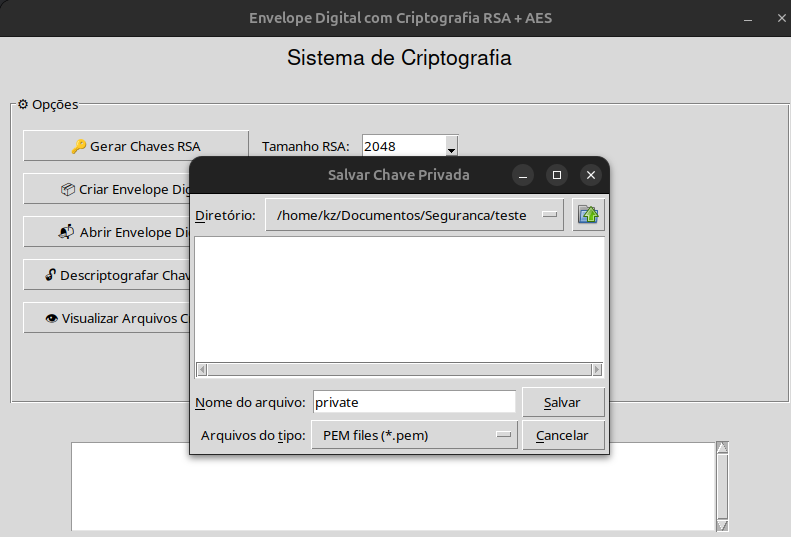 Envelope Digital com Criptografia RSA + AES
Sistema de Criptografia
Opções
Gerar Chaves RSA
Tamanho RSA:
2048
Salvar Chave Privada
Criar Envelope Dig
Diretório:
/home/kz/Documentos/Seguranca/teste
Abrir Envelope Di
Descriptografar Chav
Visualizar Arquivos C
Nome do arquivo:
private
Salvar
Arquivos do tipo:
PEM files (*.pem)
Cancelar